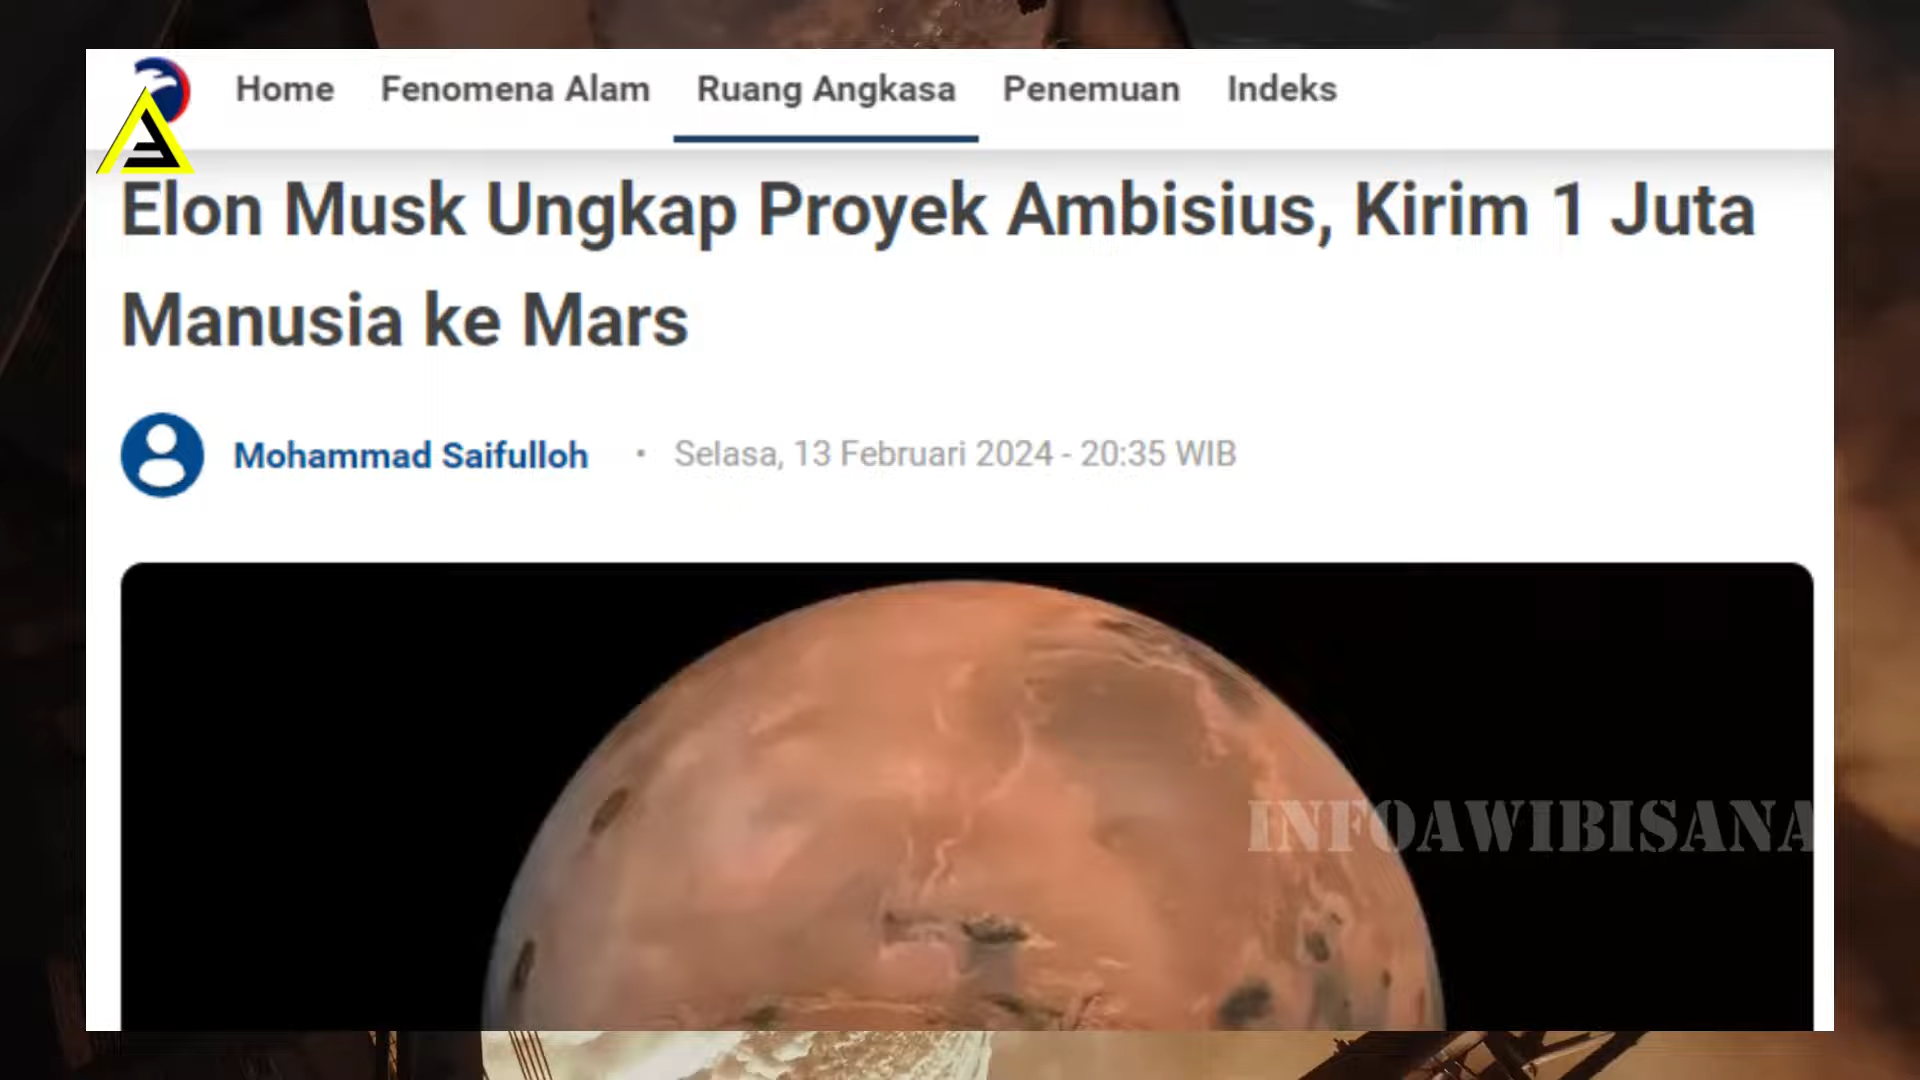 Home Fenomena Alam Ruang Angkasa Penemuan Indeks
Elon Musk Ungkap Proyek Ambisius, Kirim 1 Juta
Manusia ke Mars
Mohammad Saifulloh • Selasa, 13 Februari 2024 - 20:35 WIB
INFOAWIBISANA